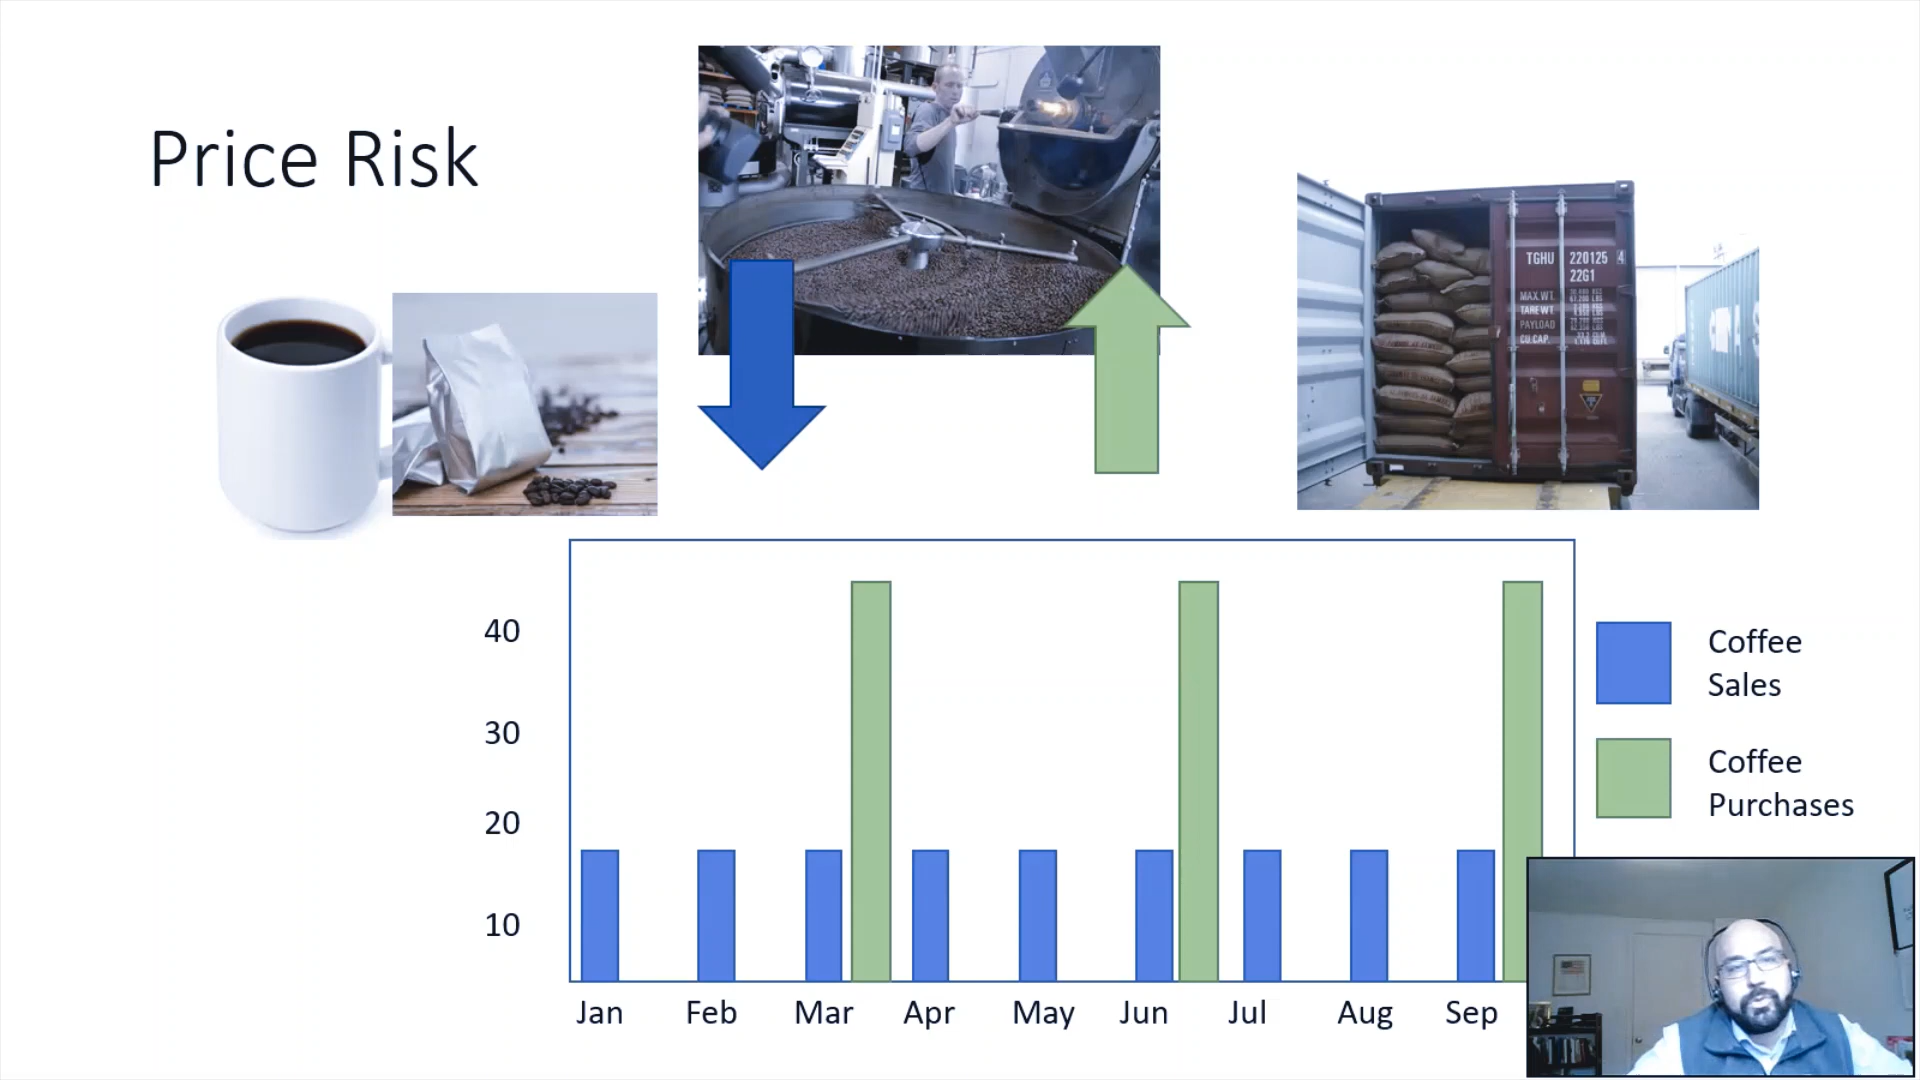 Price Risk
TGHU 220125 4
22G1
MAX.WT.
TARE WT.
PAYLOAD
CU.CAP.
40
30
20
10
Jan Feb Mar Apr May Jun Jul Aug Sep
Coffee
Sales
Coffee
Purchases